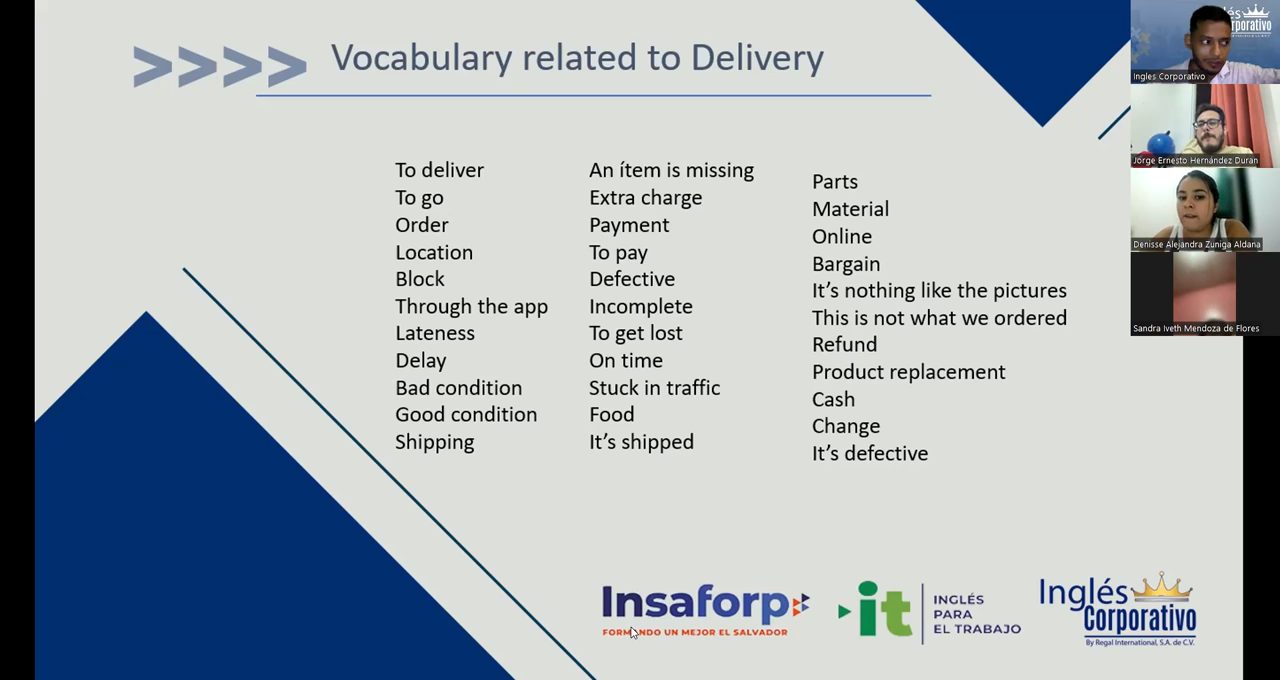 >>>> Vocabulary related to Delivery
To deliver
To go
Order
Location
Block
Through the app
Lateness
Delay
Bad condition
Good condition
Shipping
An ítem is missing
Extra charge
Payment
To pay
Defective
Incomplete
To get lost
On time
Stuck in traffic
Food
It’s shipped
Parts
Material
Online
Bargain
It’s nothing like the pictures
This is not what we ordered
Refund
Product replacement
Cash
Change
It’s defective
Insaforp
FORMANDO UN MEJOR EL SALVADOR
it
INGLÉS
PARA
EL TRABAJO
Inglés
Corporativo
By Regal International, S.A. de C.V.
Ingles Corporativo
Jorge Ernesto Hernández Duran
Denisse Alejandra Zuniga Aldana
Sandra Iveth Mendoza de Flores